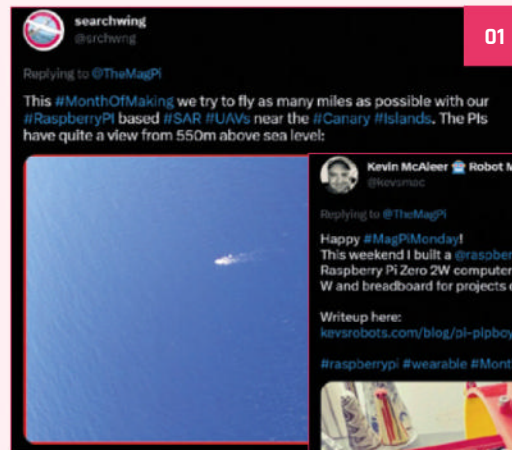 searchwing
@srchwng
01
Replying to @TheMagPi
This #MonthOfMaking we try to fly as many miles as possible with our
#RaspberryPI based #SAR #UAVs near the #Canary #Islands. The PIs
have quite a view from 550m above sea level:
Kevin McAleer Robot
@kevsmac
Replying to @TheMagPi
Happy #MagPiMonday!
This weekend I built a
Raspberry Pi Zero 2W computer
W and breadboard for projects
Writeup here:
kevsrobots.com/blog/pi-pipboy
#raspberrypi #wearable